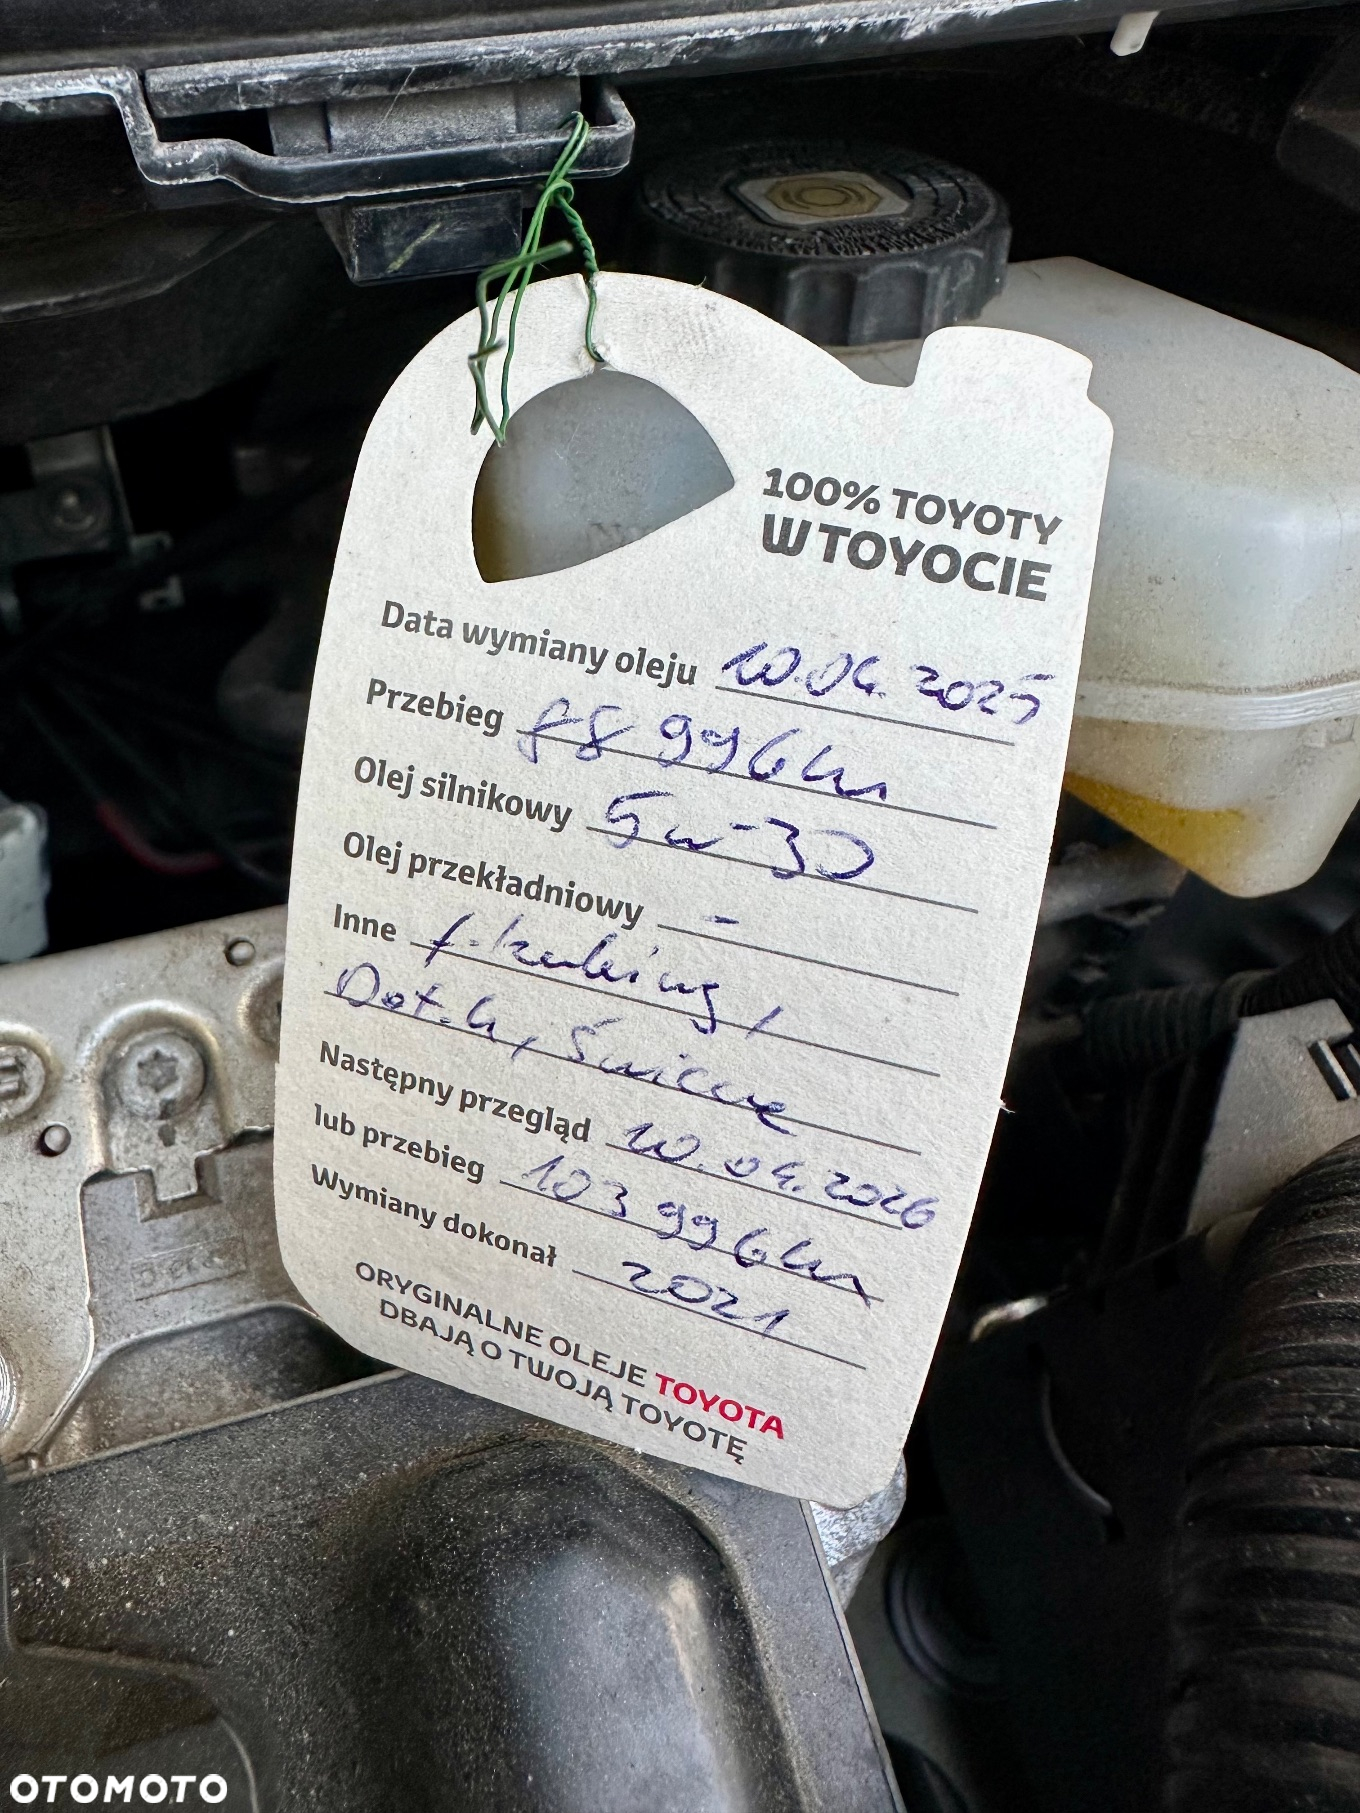 100% TOYOTY
W TOYOCIE
Data wymiany oleju 10.04.2025
Przebieg 88 996 km
Olej silnikowy 5w-30
Olej przekładniowy -
Inne f. kabiny,
Dot.4, Świece
Następny przegląd 10.04.2026
lub przebieg 103 996 km
Wymiany dokonał 2021
ORYGINALNE OLEJE TOYOTA
DBAJĄ O TWOJĄ TOYOTĘ
OTOMOTO